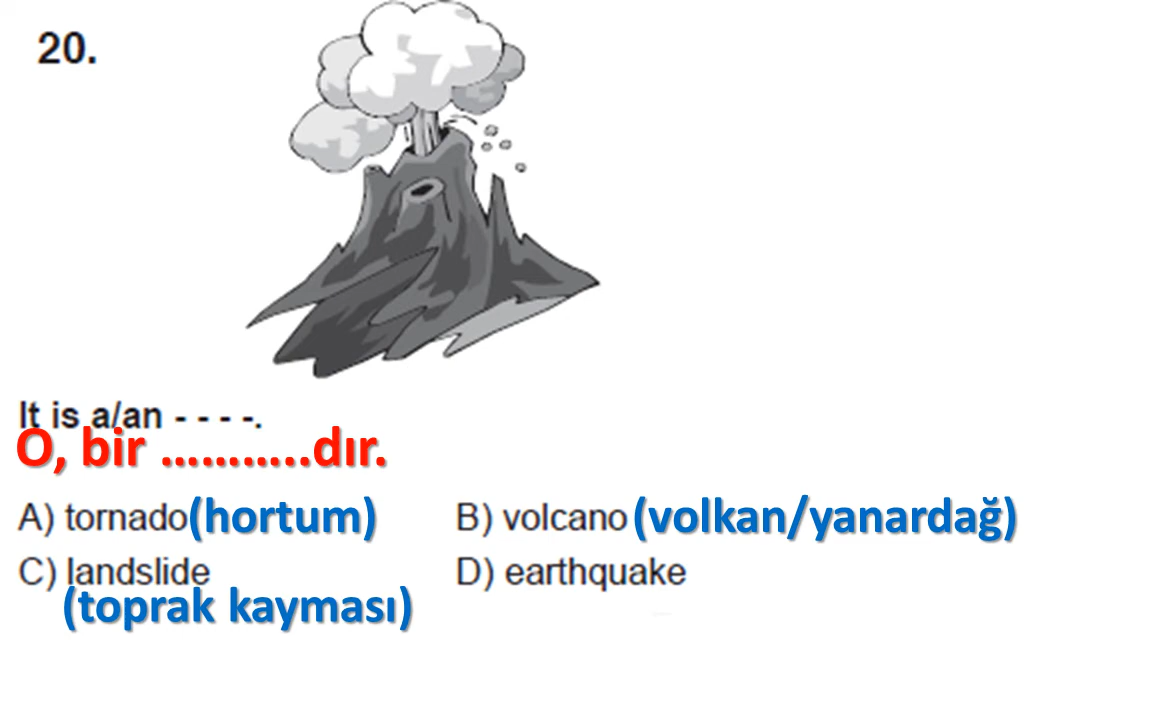 20.
It is a/an - - - -.
O, bir ………..dır.
A) tornado(hortum) B) volcano(volkan/yanardağ)
C) landslide D) earthquake
(toprak kayması)